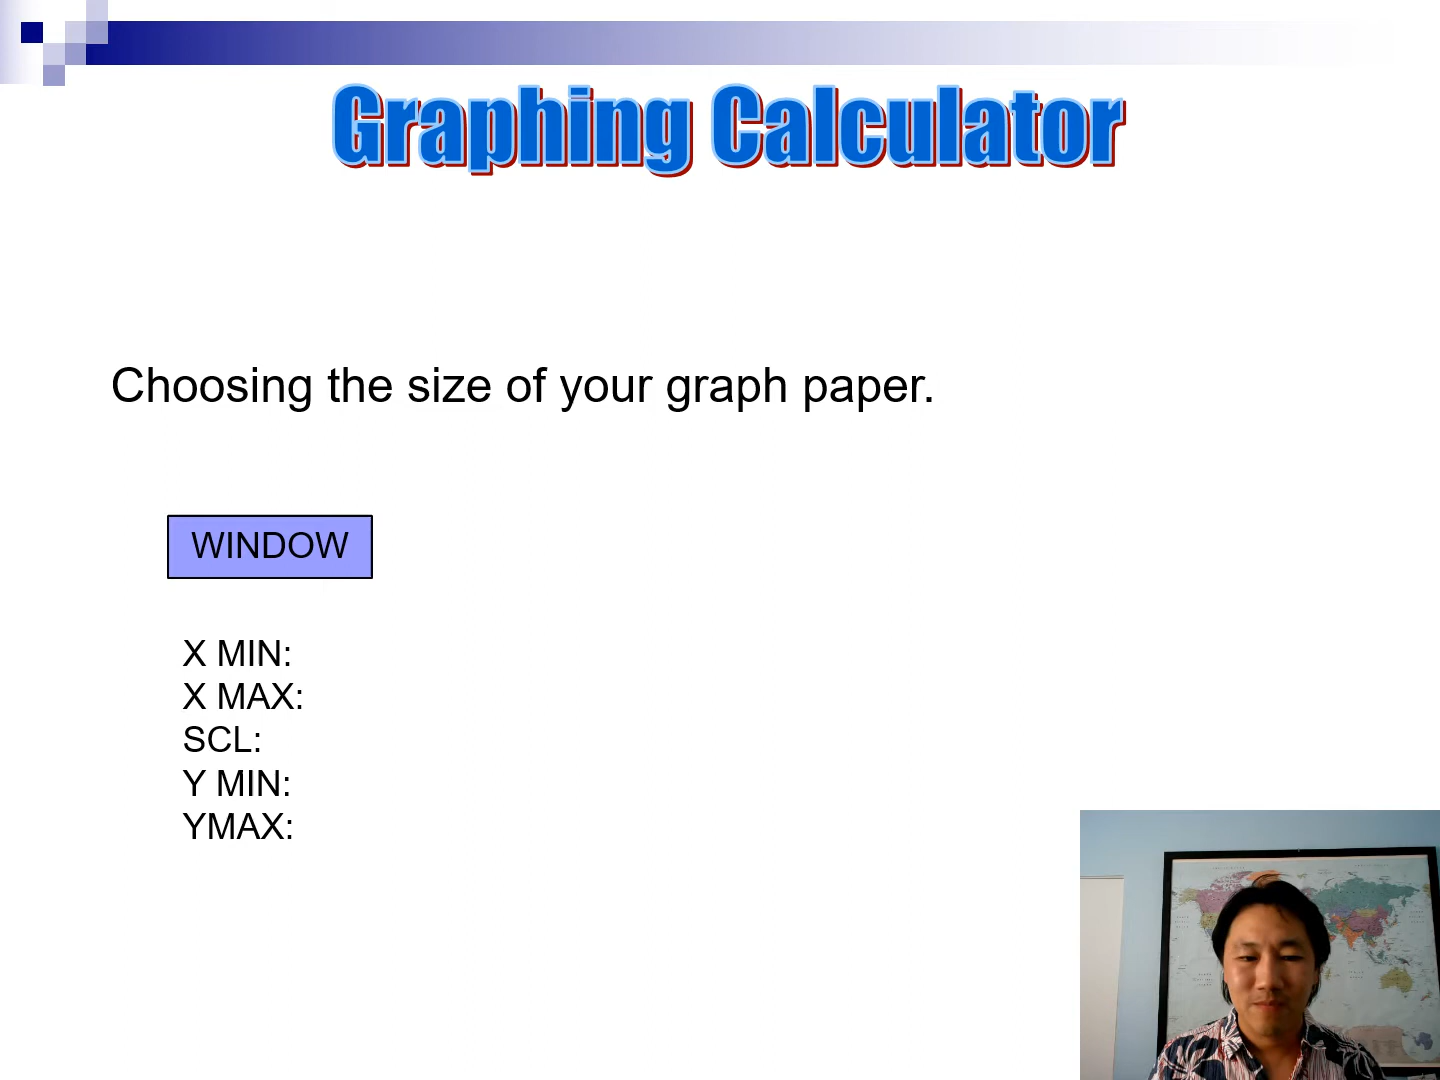 Graphing Calculator
Choosing the size of your graph paper.
WINDOW
X MIN:
X MAX:
SCL:
Y MIN:
YMAX: